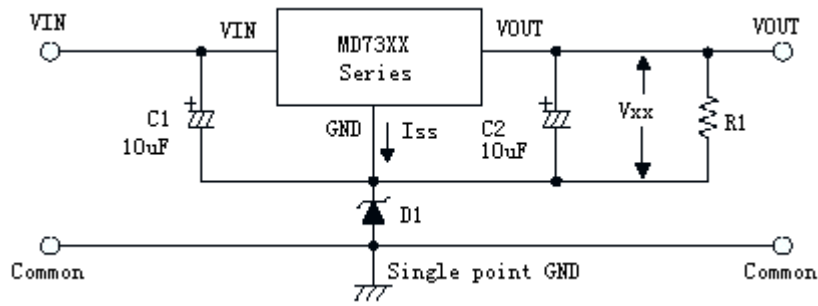 VIN
VIN
MD73XX
Series
VOUT
VOUT
C1
10uF
GND
Iss
C2
10uF
Vxx
R1
D1
Common
Single point GND
Common